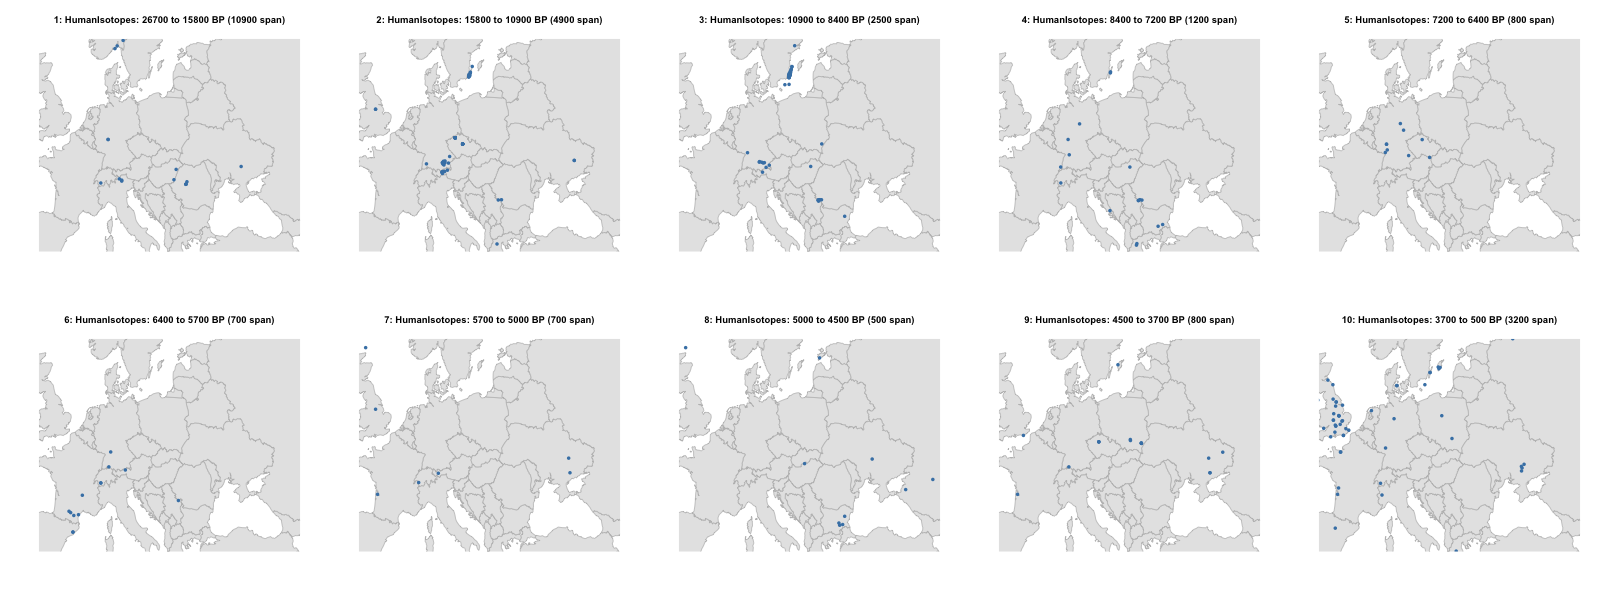 1: HumanIsotopes: 26700 to 15800 BP (10900 span)
2: HumanIsotopes: 15800 to 10900 BP (4900 span)
3: HumanIsotopes: 10900 to 8400 BP (2500 span)
4: HumanIsotopes: 8400 to 7200 BP (1200 span)
5: HumanIsotopes: 7200 to 6400 BP (800 span)
6: HumanIsotopes: 6400 to 5700 BP (700 span)
7: HumanIsotopes: 5700 to 5000 BP (700 span)
8: HumanIsotopes: 5000 to 4500 BP (500 span)
9: HumanIsotopes: 4500 to 3700 BP (800 span)
10: HumanIsotopes: 3700 to 500 BP (3200 span)